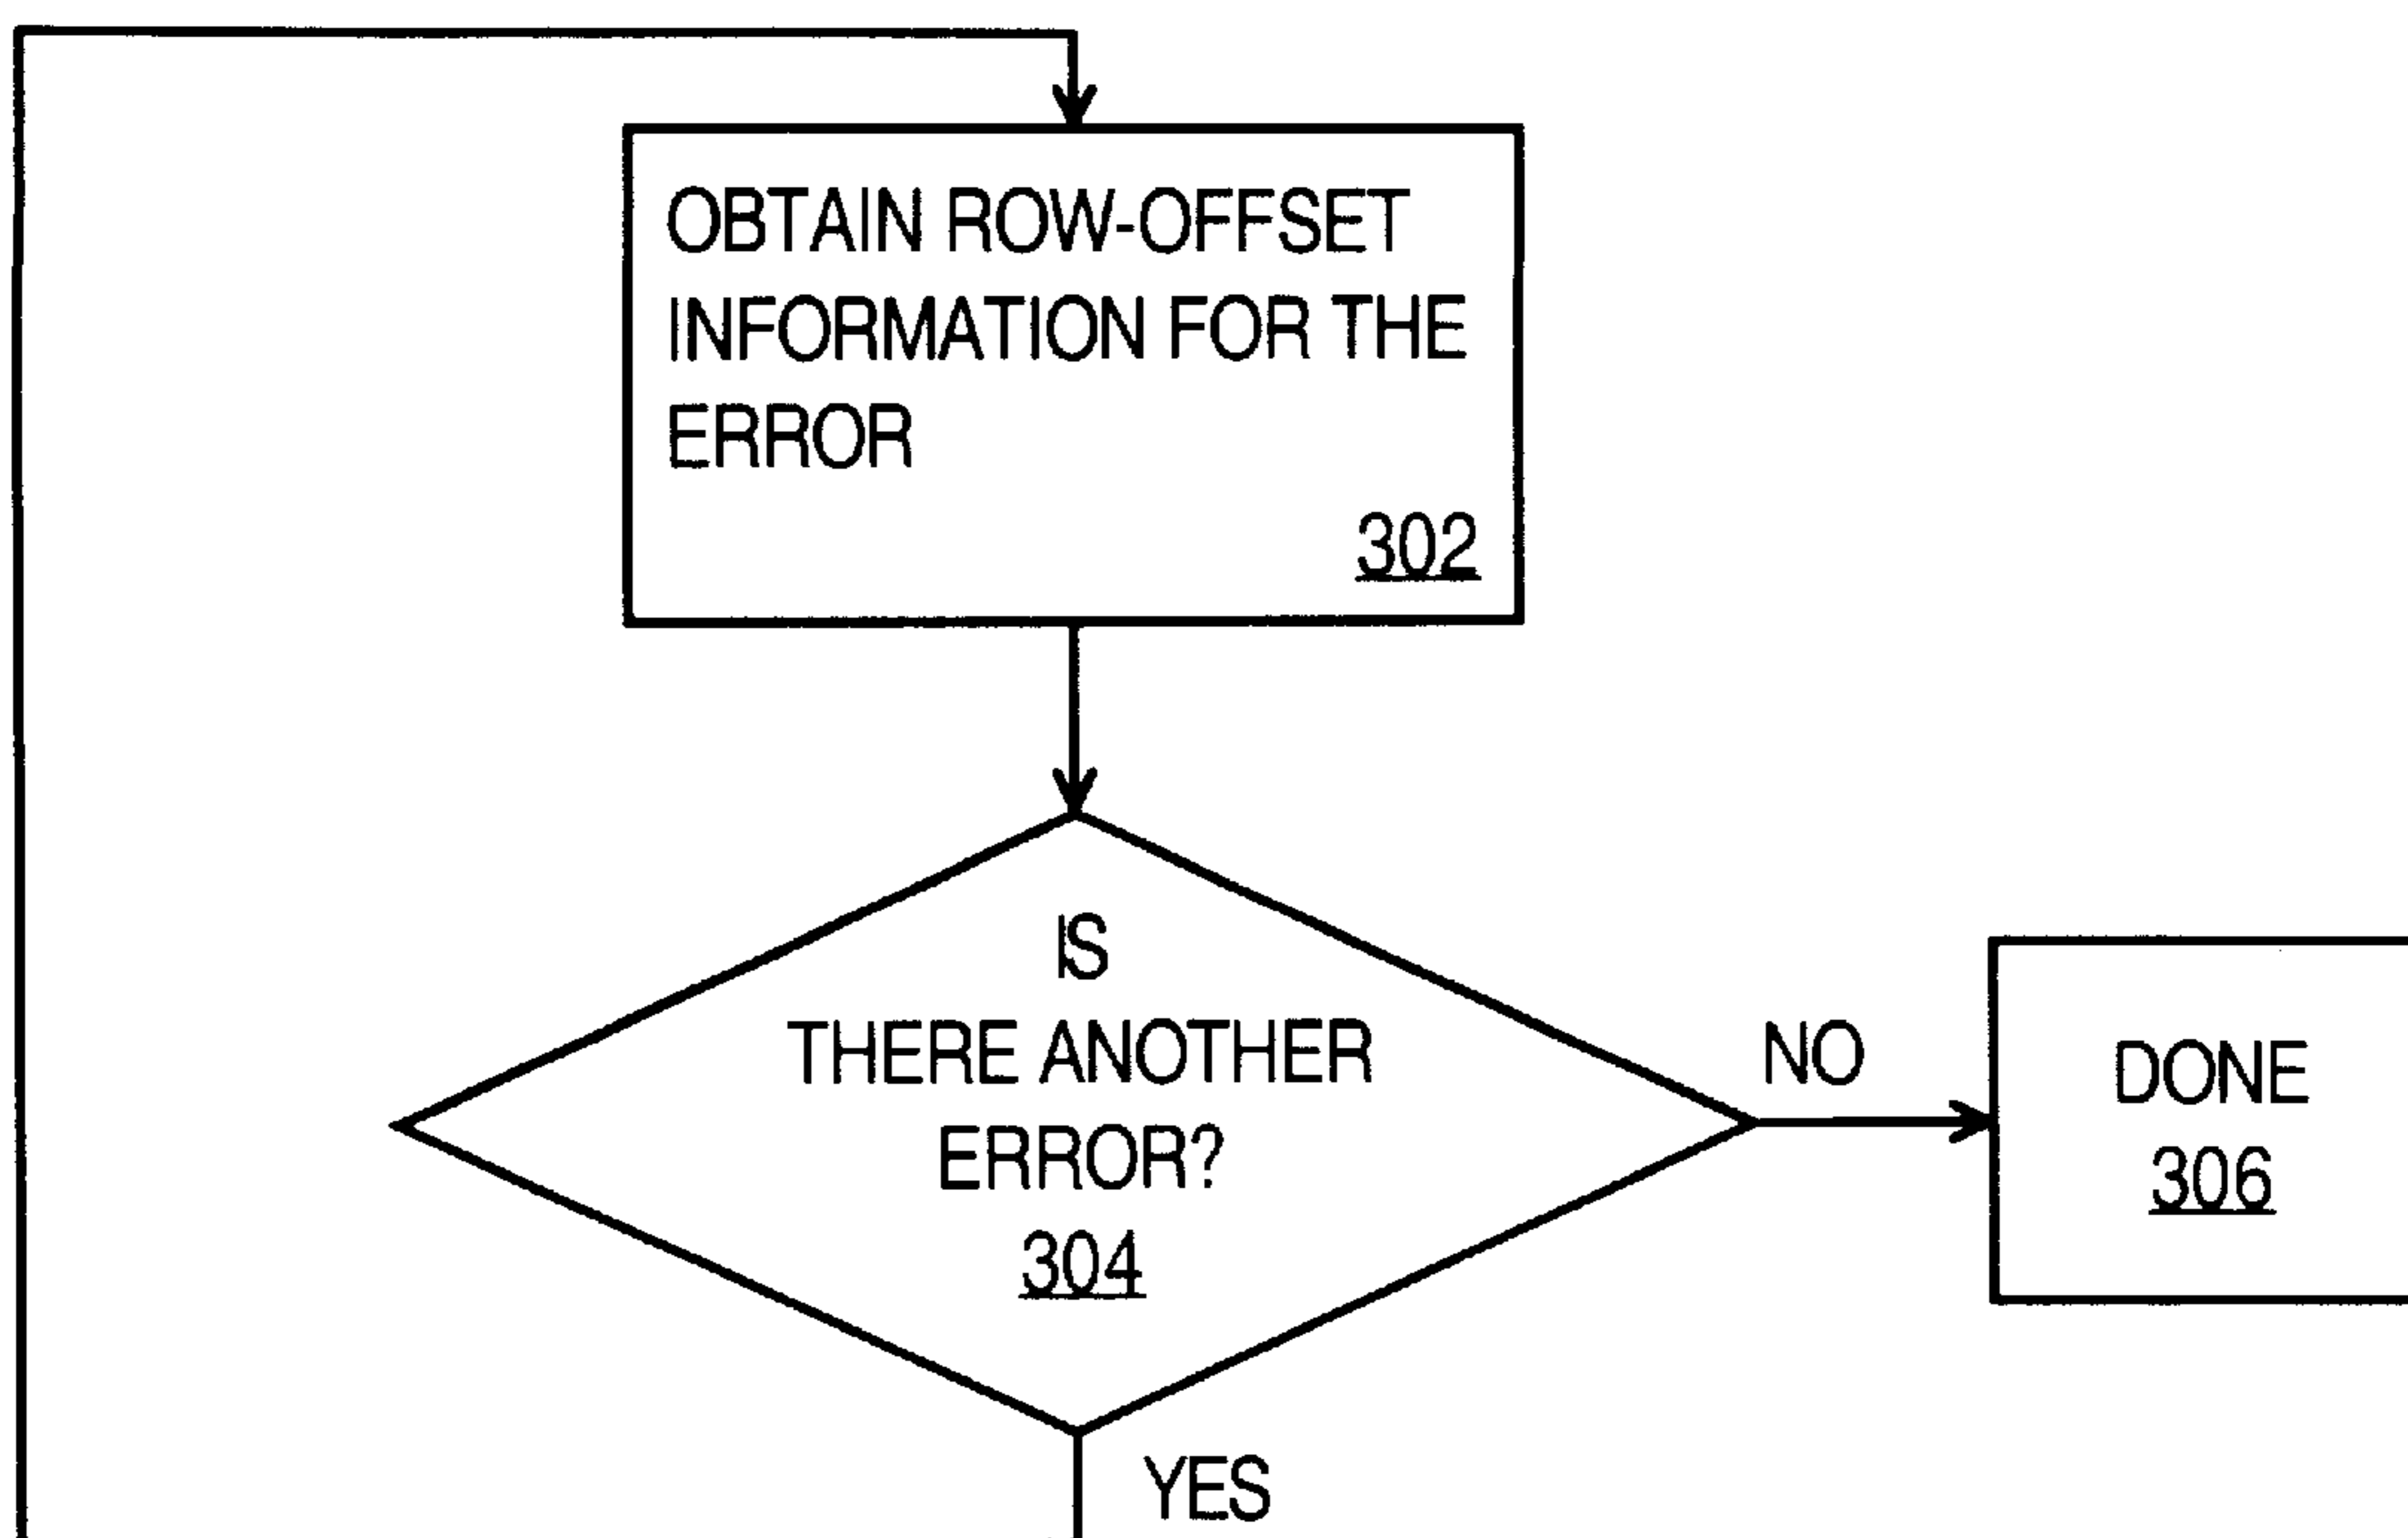 OBTAIN ROW-OFFSET
INFORMATION FOR THE
ERROR
302
IS
THERE ANOTHER
ERROR?
304
NO
DONE
306
YES